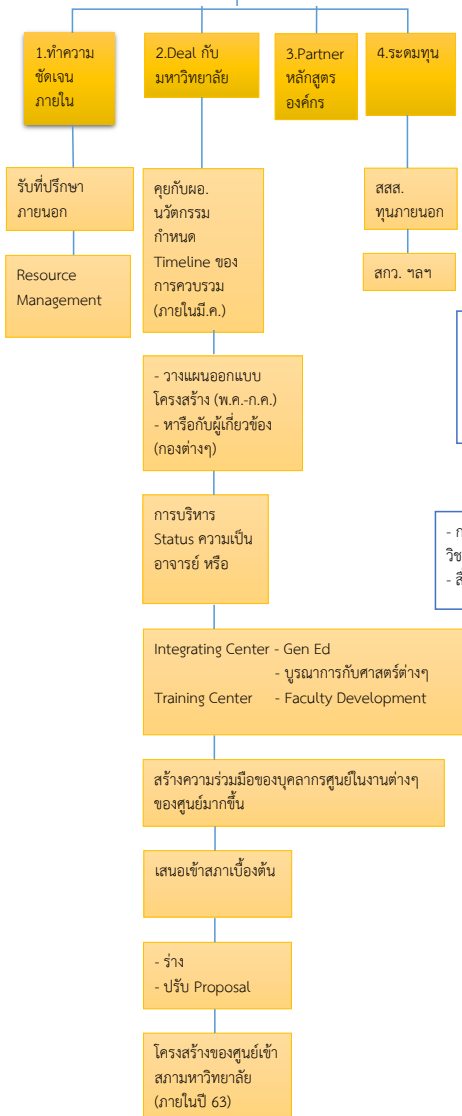 1.ทำความ
ชัดเจน
ภายใน
2.Deal กับ
มหาวิทยาลัย
3.Partner
หลักสูตร
องค์กร
4.ระดมทุน
รับที่ปรึกษา
ภายนอก
Resource
Management
คุยกับผอ.
นวัตกรรม
กำหนด
Timeline ของ
การควบรวม
(ภายในมี.ค.)
สสส.
ทุนภายนอก
สกว. ฯลฯ
- วางแผนออกแบบ
โครงสร้าง (พ.ค.-ก.ค.)
- หารือกับผู้เกี่ยวข้อง
(กองต่างๆ)
การบริหาร
Status ความเป็น
อาจารย์ หรือ
Integrating Center - Gen Ed
- บูรณาการกับศาสตร์ต่างๆ
Training Center - Faculty Development
สร้างความร่วมมือของบุคลากรศูนย์ในงานต่างๆ
ของศูนย์มากขึ้น
เสนอเข้าสภาเบื้องต้น
- ร่าง
- ปรับ Proposal
โครงสร้างของศูนย์เข้า
สภามหาวิทยาลัย
(ภายในปี 63)